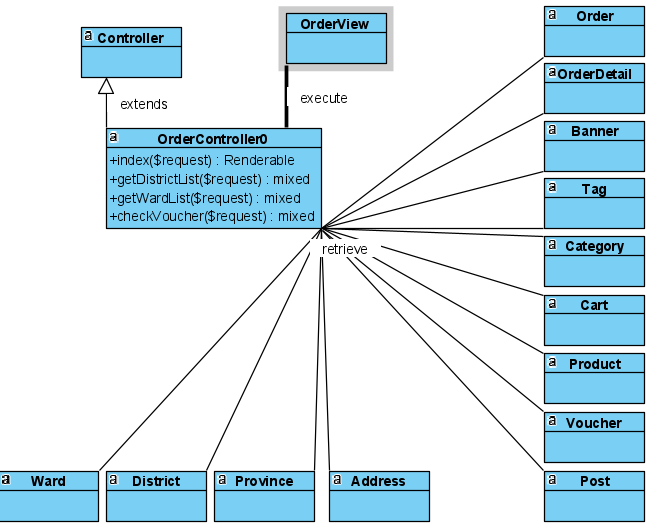 a Order
OrderView
a Controller
a OrderDetail
extends
execute
a Banner
a OrderController0
+index($request) : Renderable
+getDistrictList($request) : mixed
+getWardList($request) : mixed
+checkVoucher($request) : mixed
a Tag
retrieve
a Category
a Cart
a Product
a Voucher
a Ward
a District
a Province
a Address
a Post